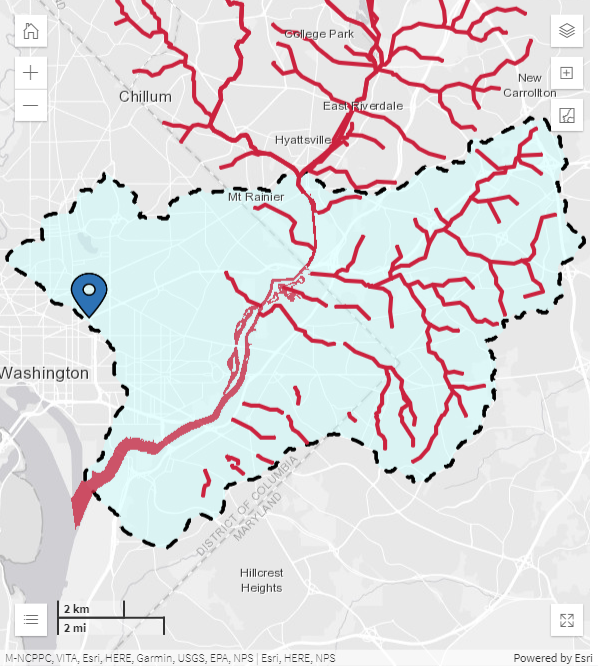 College Park
New
Carrollton
Chillum
East Riverdale
Hyattsville
Mt Rainier
Washington
DISTRICT OF COLUMBIA
MARYLAND
Hillcrest
Heights
2 km
2 mi
M-NCPPC, VITA, Esri, HERE, Garmin, USGS, EPA, NPS | Esri, HERE, NPS
Powered by Esri